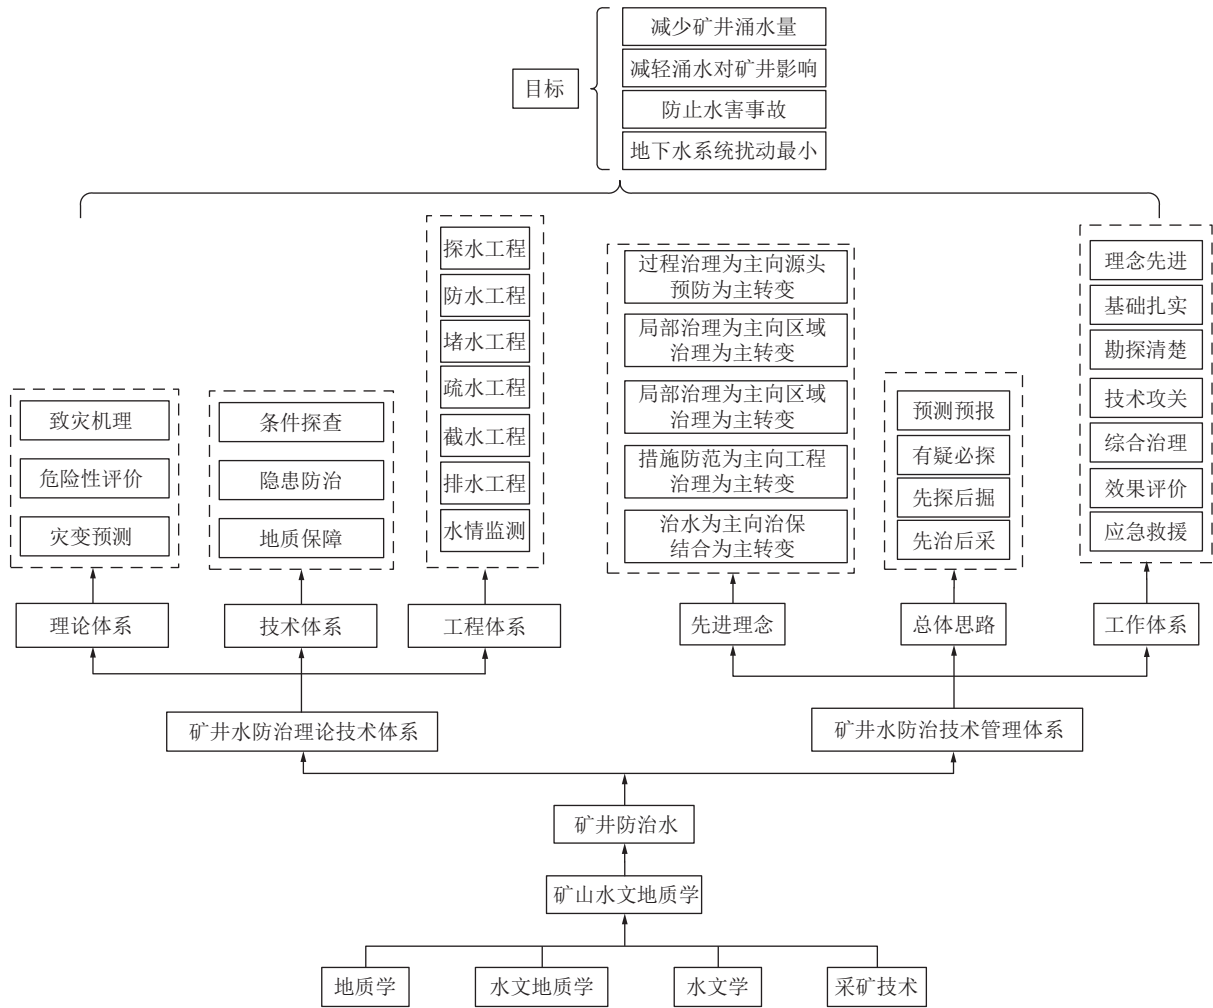 减少矿井涌水量
减轻涌水对矿井影响
目标
防止水害事故
地下水系统扰动最小
探水工程
防水工程
堵水工程
疏水工程
截水工程
排水工程
水情监测
过程治理为主向源头
预防为主转变
局部治理为主向区域
治理为主转变
局部治理为主向区域
治理为主转变
措施防范为主向工程
治理为主转变
治水为主向治保
结合为主转变
理念先进
基础扎实
勘探清楚
技术攻关
综合治理
效果评价
应急救援
致灾机理
危险性评价
灾变预测
条件探查
隐患防治
地质保障
预测预报
有疑必探
先探后掘
先治后采
理论体系
技术体系
工程体系
先进理念
总体思路
工作体系
矿井水防治理论技术体系
矿井水防治技术管理体系
矿井防治水
矿山水文地质学
地质学
水文地质学
水文学
采矿技术